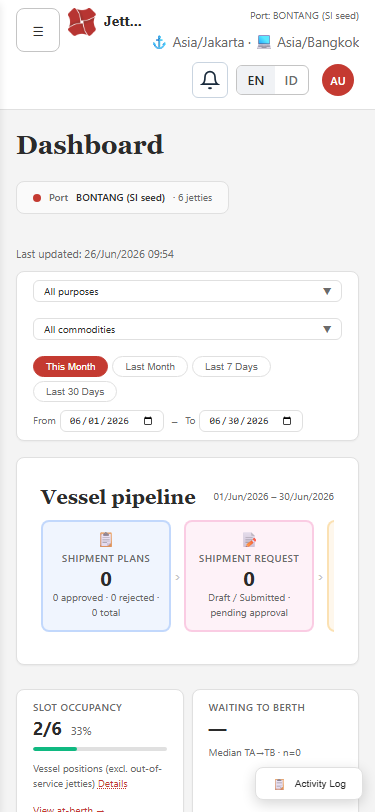 Port: BONTANG (SI seed)
☰
Jett...
Asia/Jakarta · Asia/Bangkok
EN ID
AU
Dashboard
Port BONTANG (SI seed) · 6 jetties
Last updated: 26/Jun/2026 09:54
All purposes
All commodities
This Month Last Month Last 7 Days
Last 30 Days
From 06/01/2026 – To 06/30/2026
Vessel pipeline 01/Jun/2026 – 30/Jun/2026
SHIPMENT PLANS
0
0 approved · 0 rejected ·
0 total
›
SHIPMENT REQUEST
0
Draft / Submitted ·
pending approval
›
SLOT OCCUPANCY
2/6 33%
Vessel positions (excl. out-of-
service jetties) Details
View at-berth →
WAITING TO BERTH
—
Median TA→TB · n=0
Activity Log